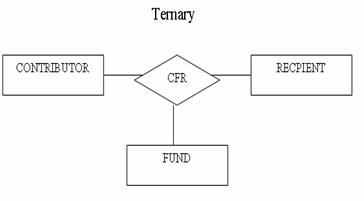 Ternary
CONTRIBUTOR
CFR
RECPIENT
FUND